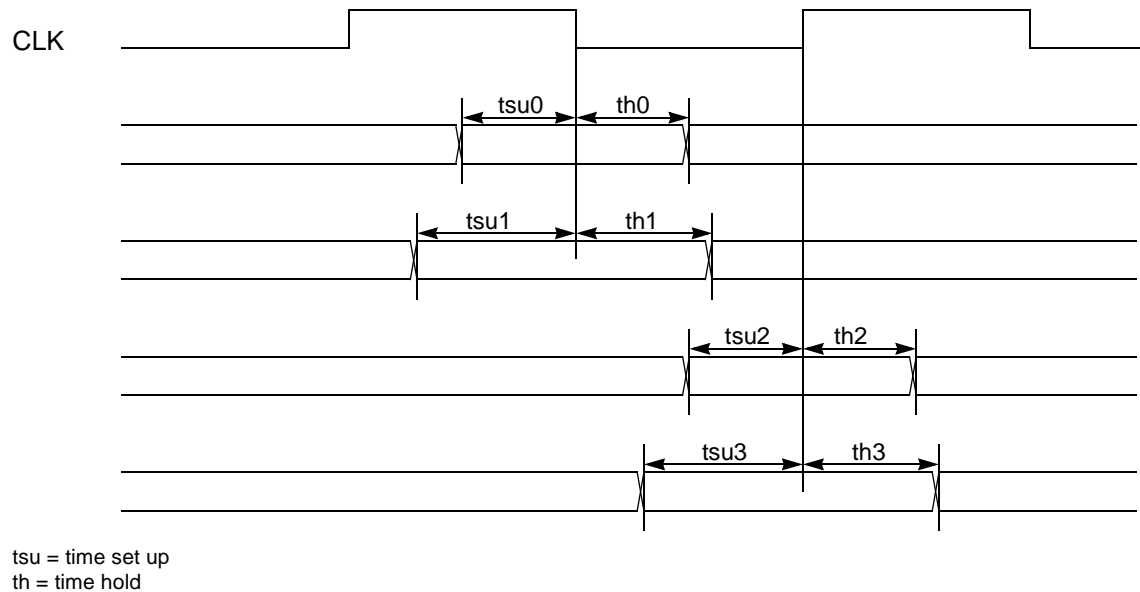 CLK
tsu0 th0
tsu1 th1
tsu2 th2
tsu3 th3
tsu = time set up
th = time hold